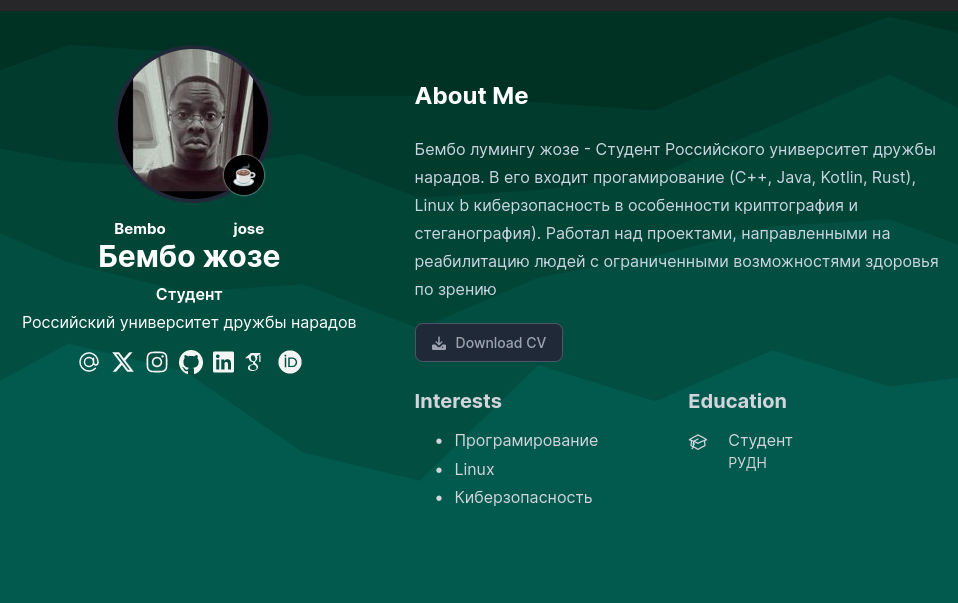 Bembo jose
Бембо жозе
Студент
Российский университет дружбы нарадов
About Me
Бембо лумингу жозе - Студент Российского университет дружбы
нарадов. В его входит прогамирование (C++, Java, Kotlin, Rust),
Linux b киберзопасность в особенности криптография и
стеганография). Работал над проектами, направленными на
реабилитацию людей с ограниченными возможностями здоровья
по зрению
Download CV
Interests
Програмирование
Linux
Киберзопасность
Education
Студент
РУДН